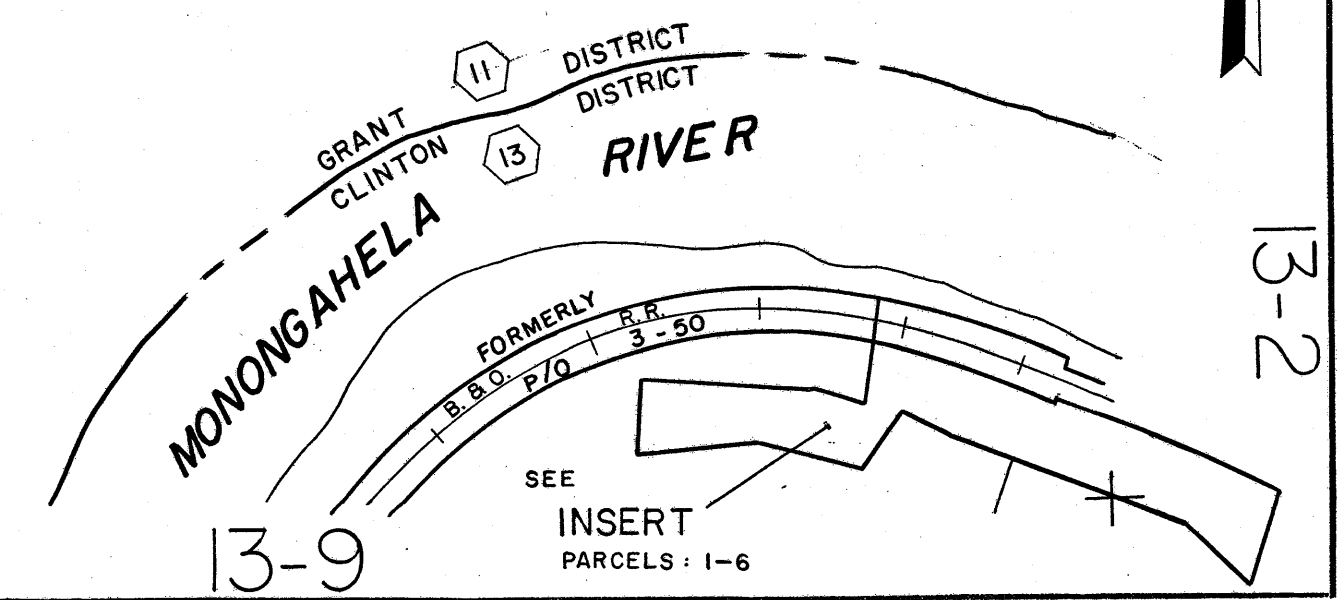 11
GRANT DISTRICT
CLINTON DISTRICT
13
MONONGAHELA RIVER
13-2
FORMERLY
B. & O. R.R.
P/O 3-50
SEE
INSERT
PARCELS : 1-6
13-9